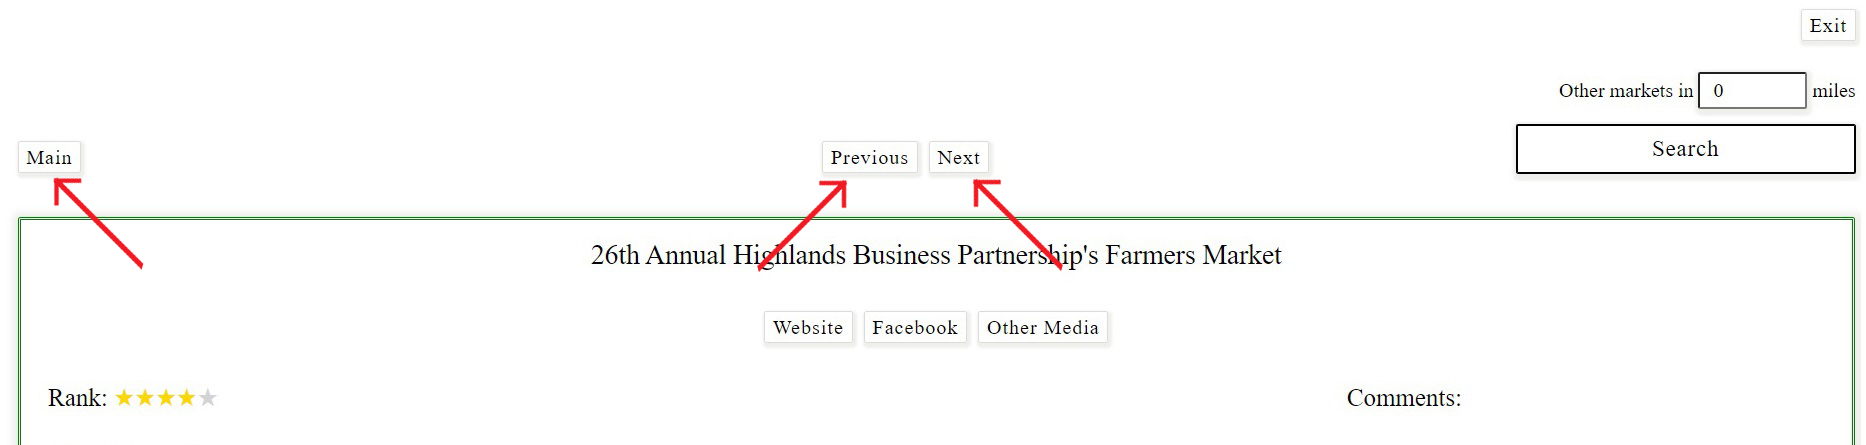 Exit
Other markets in 0 miles
Search
Main Previous Next
26th Annual Highlands Business Partnership's Farmers Market
Website Facebook Other Media
Rank: Comments: